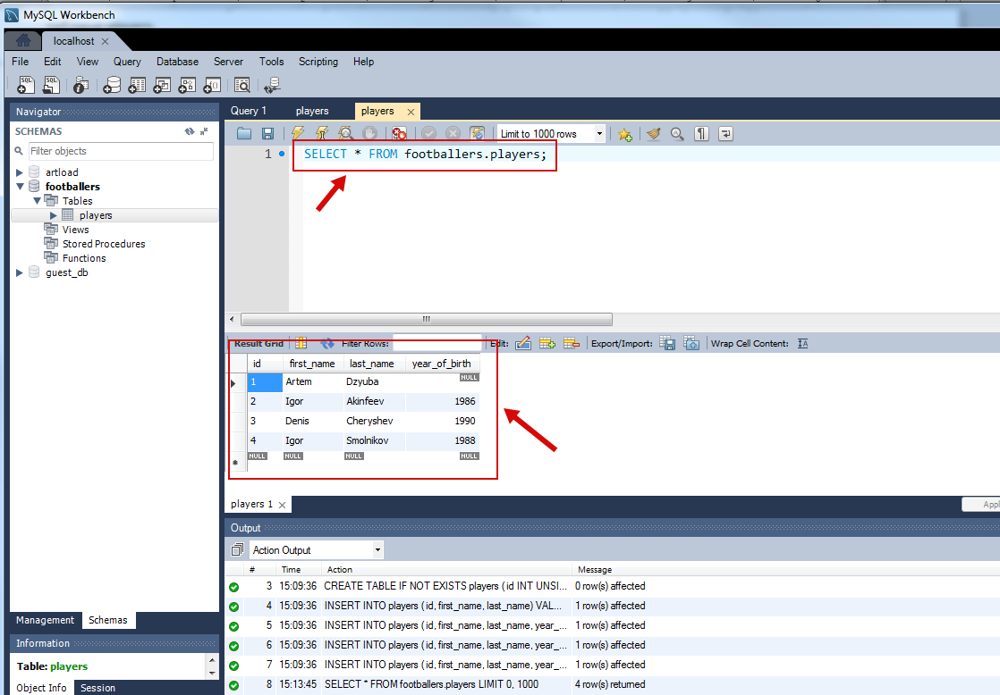 MySQL Workbench
localhost
File Edit View Query Database Server Tools Scripting Help
Navigator
SCHEMAS
Filter objects
artload
footballers
Tables
players
Views
Stored Procedures
Functions
guest_db
Management Schemas
Information
Table: players
Object Info Session
Query 1 players players
Limit to 1000 rows
1 SELECT * FROM footballers.players;
Result Grid Filter Rows: Edit: Export/Import: Wrap Cell Content:
id first_name last_name year_of_birth
1 Artem Dzyuba NULL
2 Igor Akinfeev 1986
3 Denis Cheryshev 1990
4 Igor Smolnikov 1988
NULL NULL NULL NULL
players 1
Appl
Output
Action Output
# Time Action Message
3 15:09:36 CREATE TABLE IF NOT EXISTS players ( id INT UNSI... 0 row(s) affected
4 15:09:36 INSERT INTO players ( id, first_name, last_name) VAL... 1 row(s) affected
5 15:09:36 INSERT INTO players ( id, first_name, last_name, year_... 1 row(s) affected
6 15:09:36 INSERT INTO players ( id, first_name, last_name, year_... 1 row(s) affected
7 15:09:36 INSERT INTO players ( id, first_name, last_name, year_... 1 row(s) affected
8 15:13:45 SELECT * FROM footballers.players LIMIT 0, 1000 4 row(s) returned